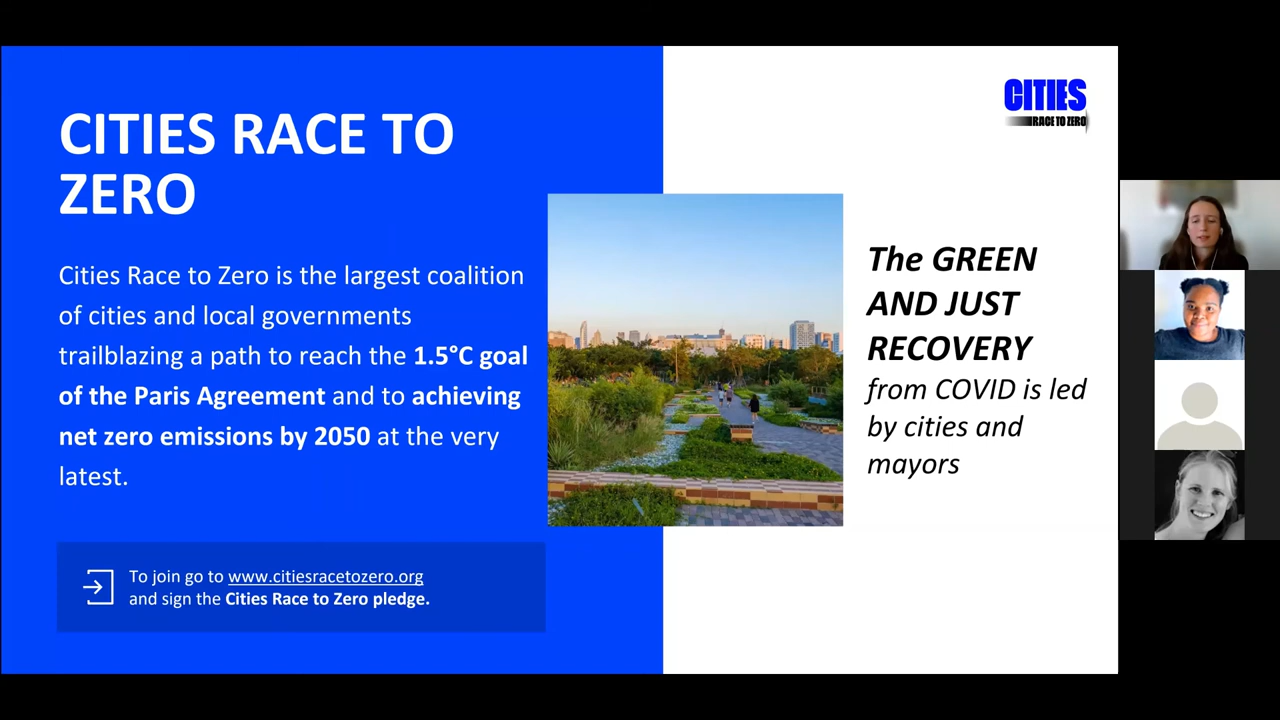 CITIES RACE TO
ZERO
Cities Race to Zero is the largest coalition
of cities and local governments
trailblazing a path to reach the 1.5°C goal
of the Paris Agreement and to achieving
net zero emissions by 2050 at the very
latest.
To join go to www.citiesracetozero.org
and sign the Cities Race to Zero pledge.
CITIES
RACE TO ZERO
The GREEN
AND JUST
RECOVERY
from COVID is led
by cities and
mayors